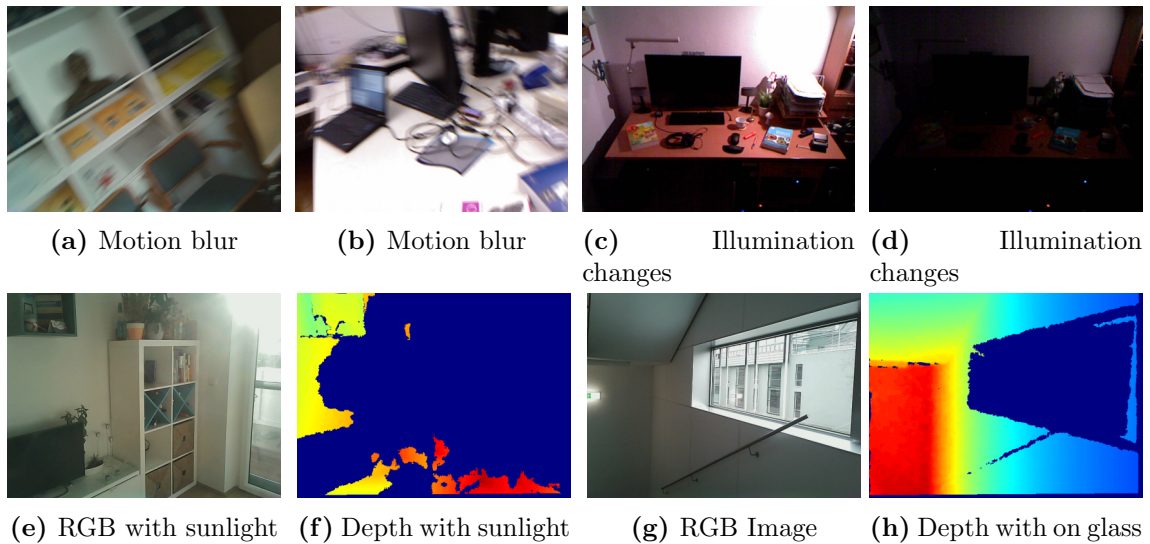 (a) Motion blur
(b) Motion blur
(c) Illumination
changes
(d) Illumination
changes
(e) RGB with sunlight
(f) Depth with sunlight
(g) RGB Image
(h) Depth with on glass